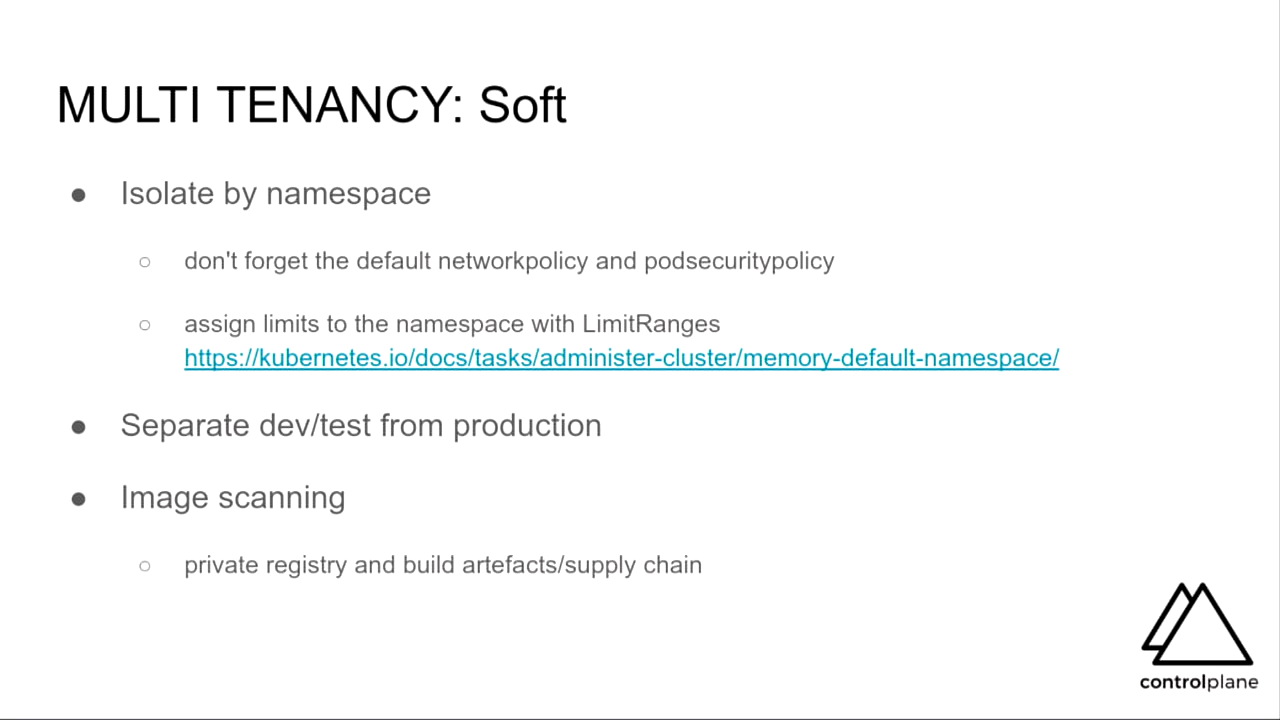 MULTI TENANCY: Soft
● Isolate by namespace
○ don't forget the default networkpolicy and podsecuritypolicy
○ assign limits to the namespace with LimitRanges
https://kubernetes.io/docs/tasks/administer-cluster/memory-default-namespace/
● Separate dev/test from production
● Image scanning
○ private registry and build artefacts/supply chain
controlplane